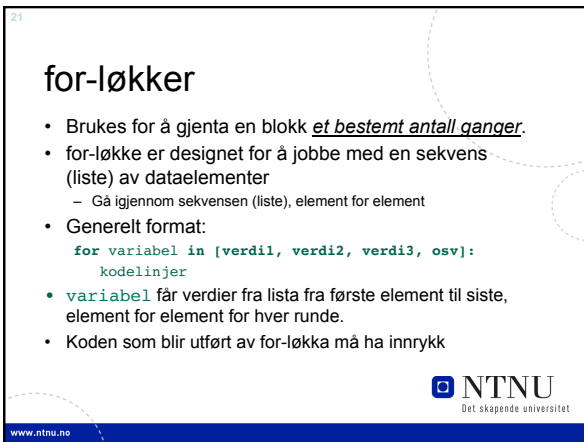 21
for-løkker
• Brukes for å gjenta en blokk et bestemt antall ganger.
• for-løkke er designet for å jobbe med en sekvens
(liste) av dataelementer
– Gå igjennom sekvensen (liste), element for element
• Generelt format:
for variabel in [verdi1, verdi2, verdi3, osv]:
kodelinjer
• variabel får verdier fra lista fra første element til siste,
element for element for hver runde.
• Koden som blir utført av for-løkka må ha innrykk
NTNU
Det skapende universitet
www.ntnu.no